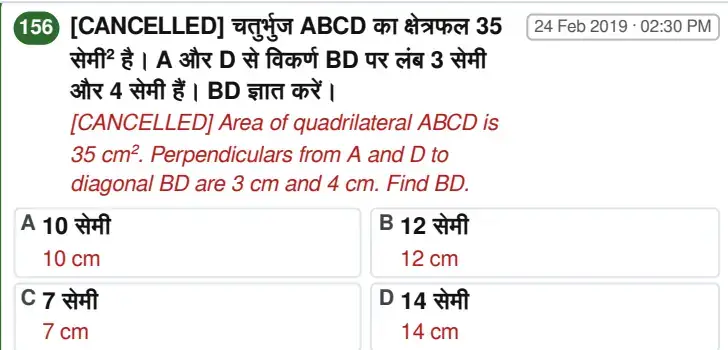 156 [CANCELLED] चतुर्भुज ABCD का क्षेत्रफल 35 24 Feb 2019 · 02:30 PM
सेमी² है। A और D से विकर्ण BD पर लंब 3 सेमी
और 4 सेमी हैं। BD ज्ञात करें।
[CANCELLED] Area of quadrilateral ABCD is
35 cm². Perpendiculars from A and D to
diagonal BD are 3 cm and 4 cm. Find BD.
A 10 सेमी
10 cm
B 12 सेमी
12 cm
C 7 सेमी
7 cm
D 14 सेमी
14 cm